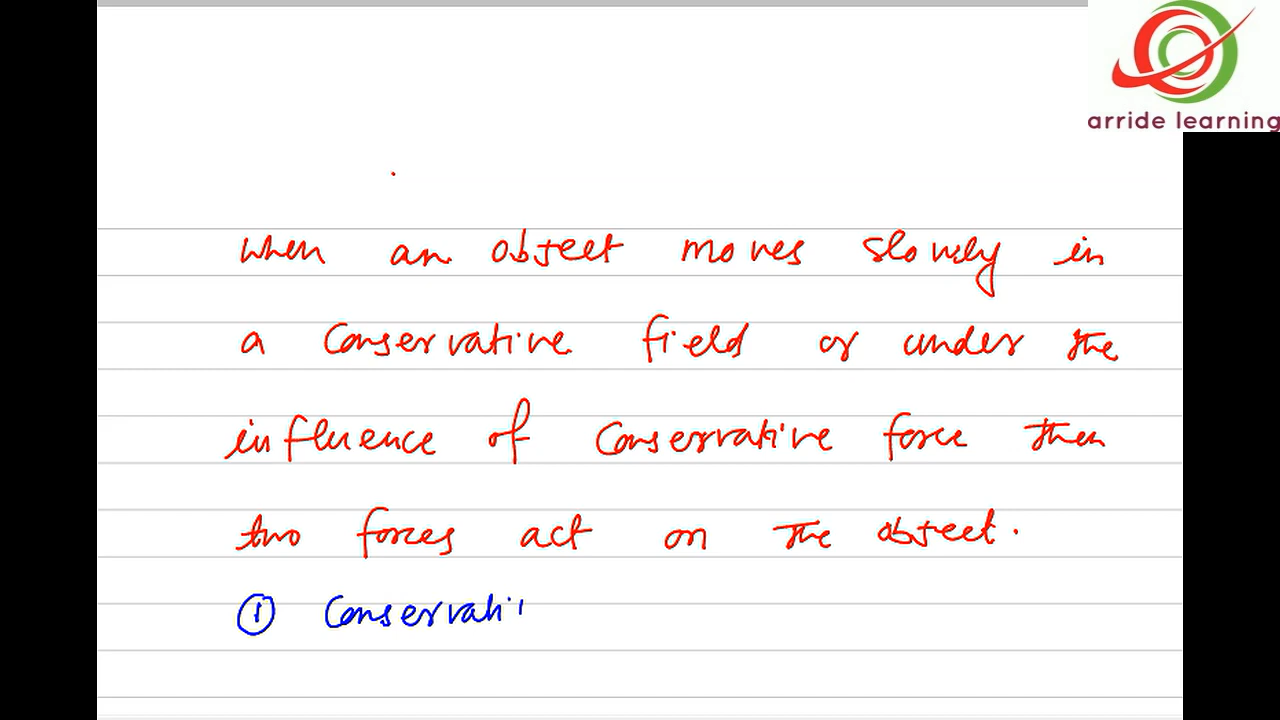 arride learning
when an object moves slowly in
a conservative field or under the
influence of conservative force then
two forces act on the object.
① Conservati